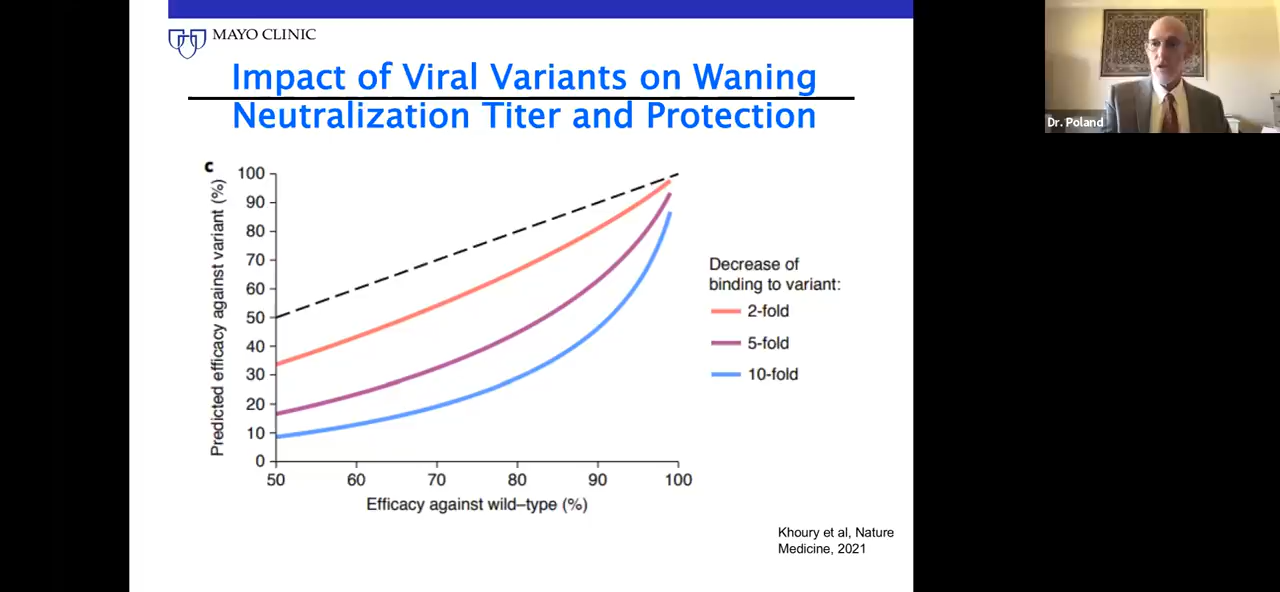 MAYO CLINIC
Impact of Viral Variants on Waning
Neutralization Titer and Protection
Dr. Poland
c
Predicted efficacy against variant (%)
100
90
80
70
60
50
40
30
20
10
0
50 60 70 80 90 100
Efficacy against wild–type (%)
Decrease of
binding to variant:
2-fold
5-fold
10-fold
Khoury et al, Nature
Medicine, 2021